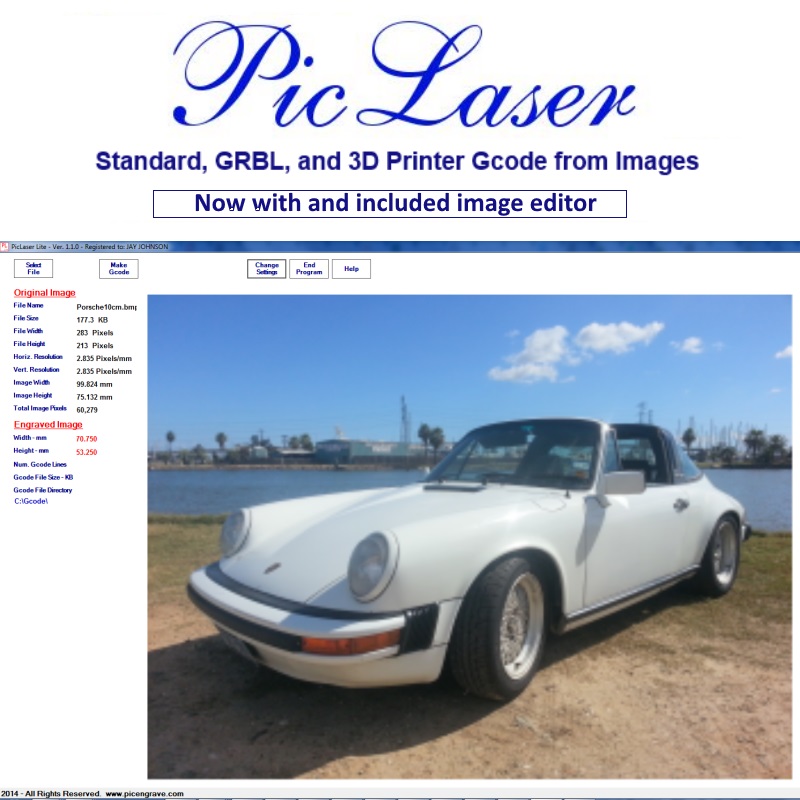 Pic Laser
Standard, GRBL, and 3D Printer Gcode from Images
Now with and included image editor
PicLaser Lite - Ver. 1.1.0 - Registered to: JAY JOHNSON
Select File
Make Gcode
Change Settings
End Program
Help
Original Image
File Name Porsche10cm.bmp
File Size 177.3 KB
File Width 283 Pixels
File Height 213 Pixels
Horiz. Resolution 2.835 Pixels/mm
Vert. Resolution 2.835 Pixels/mm
Image Width 99.824 mm
Image Height 75.132 mm
Total Image Pixels 60,279
Engraved Image
Width - mm 70.750
Height - mm 53.250
Num. Gcode Lines
Gcode File Size - KB
Gcode File Directory
C:\Gcode\
2014 - All Rights Reserved. www.picengrave.com